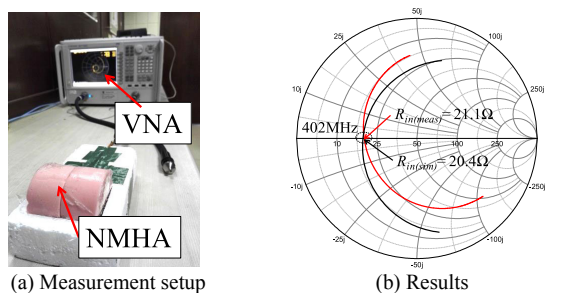 VNA
NMHA
(a) Measurement setup
50j
25j
100j
10j
250j
402MHz
Rin(meas)=21.1Ω
25 50 100 250
Rin(sim)=20.4Ω
-10j
-250j
-25j
-100j
-50j
(b) Results